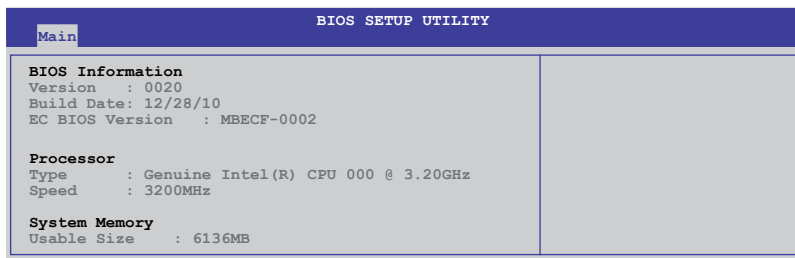 BIOS SETUP UTILITY
Main
BIOS Information
Version : 0020
Build Date: 12/28/10
EC BIOS Version : MBECF-0002
Processor
Type : Genuine Intel(R) CPU 000 @ 3.20GHz
Speed : 3200MHz
System Memory
Usable Size : 6136MB